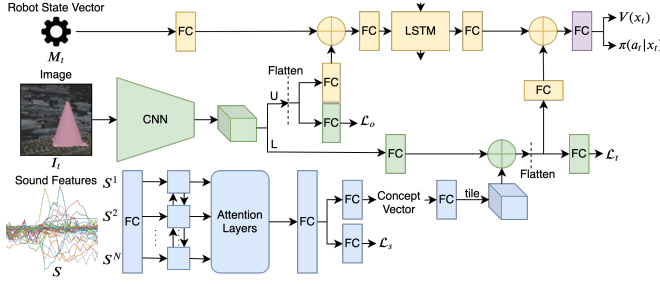 Robot State Vector
M_t
FC
FC
LSTM
FC
FC
V(x_t)
π(a_t|x_t)
Image
I_t
CNN
U
L
Flatten
FC
FC
ℒ_o
FC
FC
Flatten
FC
ℒ_t
Sound Features
S
S^1
S^2
S^N
FC
Attention
Layers
FC
FC
Concept
Vector
FC
tile
FC
ℒ_s